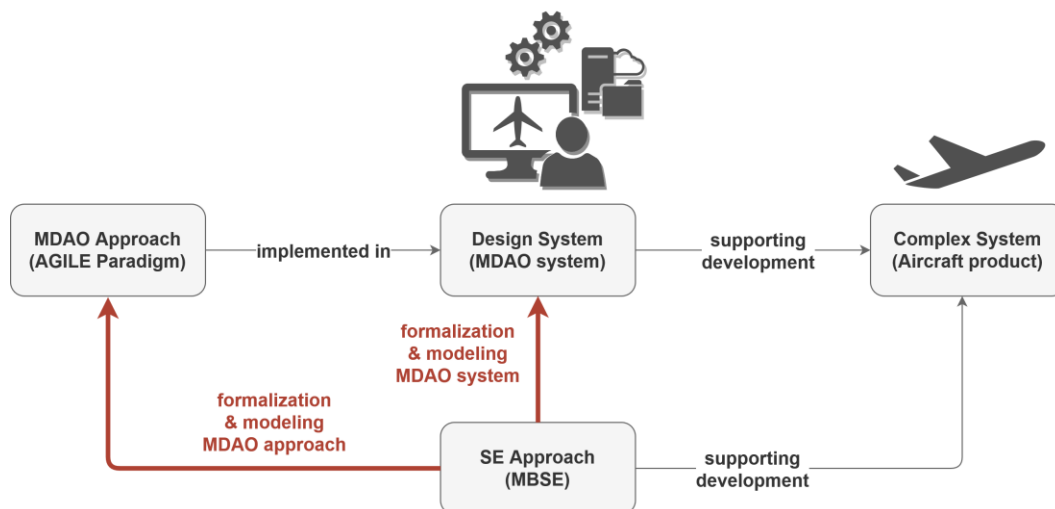 MDAO Approach
(AGILE Paradigm)
implemented in
Design System
(MDAO system)
supporting
development
Complex System
(Aircraft product)
formalization
& modeling
MDAO system
formalization
& modeling
MDAO approach
SE Approach
(MBSE)
supporting
development